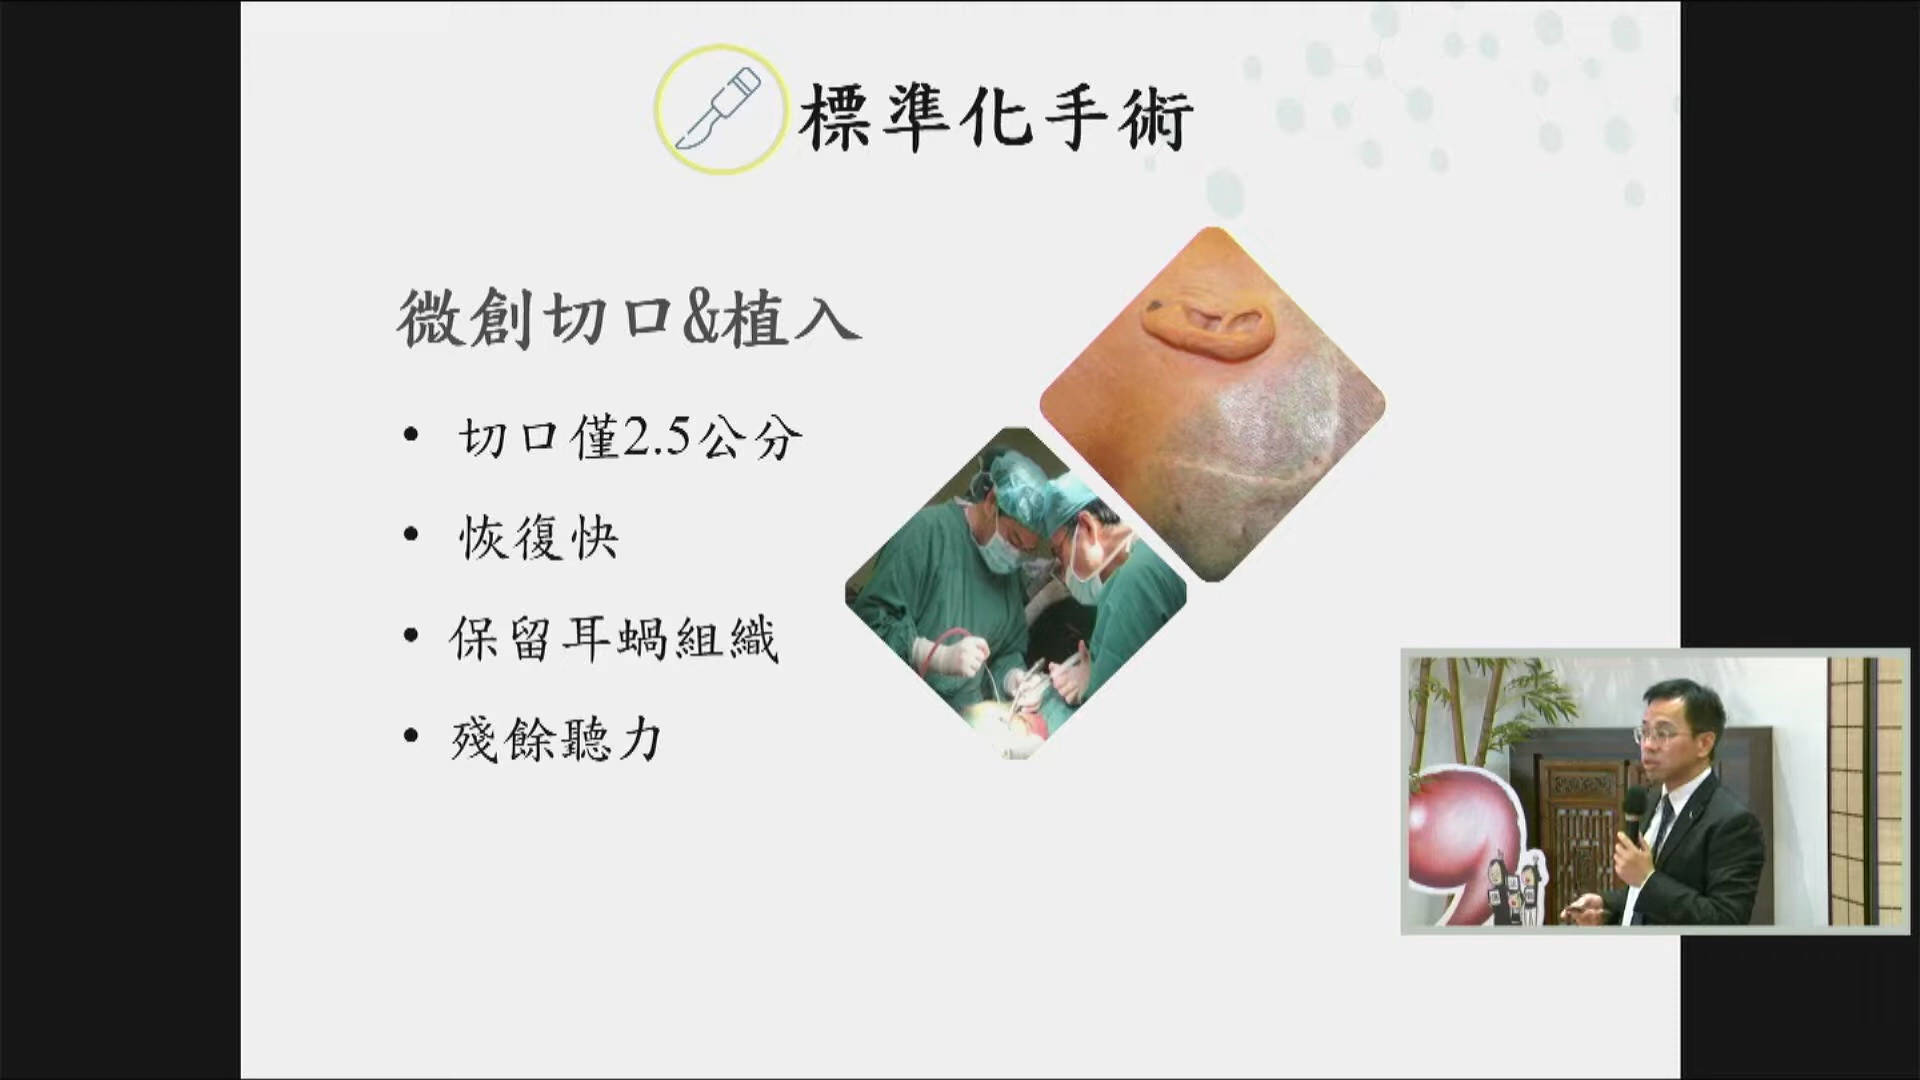 標準化手術
微創切口&植入
• 切口僅2.5公分
• 恢復快
• 保留耳蝸組織
• 殘餘聽力